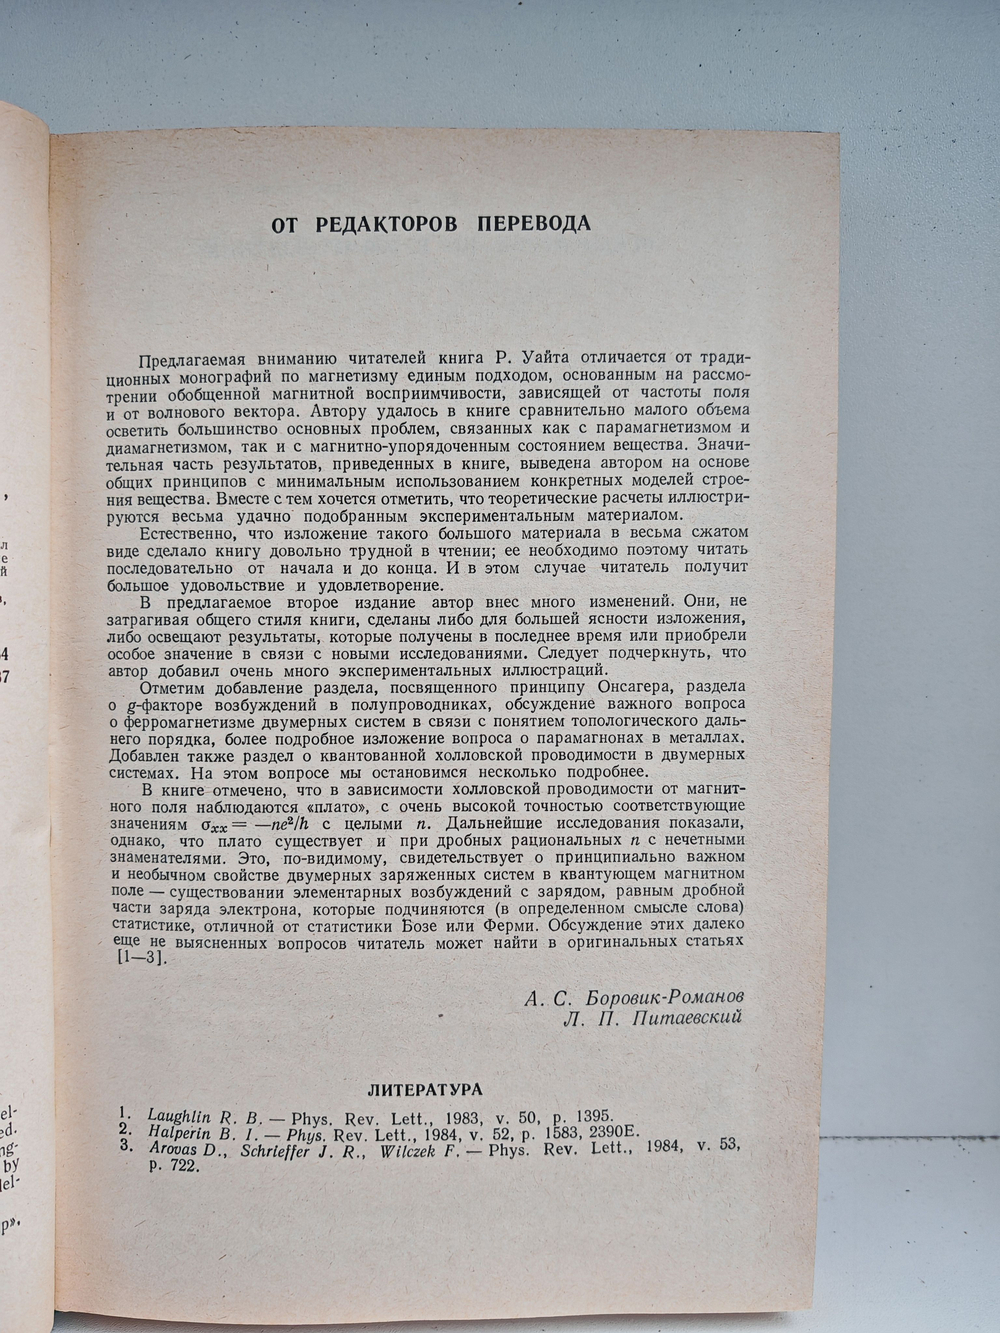 ОТ РЕДАКТОРОВ ПЕРЕВОДА
Предлагаемая вниманию читателей книга Р. Уайта отличается от тради-
ционных монографий по магнетизму единым подходом, основанным на рассмо-
трении обобщенной магнитной восприимчивости, зависящей от частоты поля
и от волнового вектора. Автору удалось в книге сравнительно малого объема
осветить большинство основных проблем, связанных как с парамагнетизмом и
диамагнетизмом, так и с магнитно-упорядоченным состоянием вещества. Значи-
тельная часть результатов, приведенных в книге, выведена автором на основе
общих принципов с минимальным использованием конкретных моделей строе-
ния вещества. Вместе с тем хочется отметить, что теоретические расчеты иллюстри-
руются весьма удачно подобранным экспериментальным материалом.
Естественно, что изложение такого большого материала в весьма сжатом
виде сделало книгу довольно трудной в чтении; ее необходимо поэтому читать
последовательно от начала и до конца. И в этом случае читатель получит
большое удовольствие и удовлетворение.
В предлагаемое второе издание автор внес много изменений. Они, не
затрагивая общего стиля книги, сделаны либо для большей ясности изложения,
либо освещают результаты, которые получены в последнее время или приобрели
особое значение в связи с новыми исследованиями. Следует подчеркнуть, что
автор добавил очень много экспериментальных иллюстраций.
Отметим добавление раздела, посвященного принципу Онсагера, раздела
о g-факторе возбуждений в полупроводниках, обсуждение важного вопроса
о ферромагнетизме двумерных систем в связи с понятием топологического даль-
него порядка, более подробное изложение вопроса о парамагнонах в металлах.
Добавлен также раздел о квантованной холловской проводимости в двумерных
системах. На этом вопросе мы остановимся несколько подробнее.
В книге отмечено, что в зависимости холловской проводимости от магнит-
ного поля наблюдаются «плато», с очень высокой точностью соответствующие
значениям σxx = —ne²/h с целыми n. Дальнейшие исследования показали,
однако, что плато существует и при дробных рациональных n с нечетными
знаменателями. Это, по-видимому, свидетельствует о принципиально важном
и необычном свойстве двумерных заряженных систем в квантующем магнитном
поле — существовании элементарных возбуждений с зарядом, равным дробной
части заряда электрона, которые подчиняются (в определенном смысле слова)
статистике, отличной от статистики Бозе или Ферми. Обсуждение этих далеко
еще не выясненных вопросов читатель может найти в оригинальных статьях
[1—3].
А. С. Боровик-Романов
Л. П. Питаевский
ЛИТЕРАТУРА
1. Laughlin R. B. — Phys. Rev. Lett., 1983, v. 50, p. 1395.
2. Halperin B. I. — Phys. Rev. Lett., 1984, v. 52, p. 1583, 2390E.
3. Arovas D., Schrieffer J. R., Wilczek F. — Phys. Rev. Lett., 1984, v. 53,
p. 722.